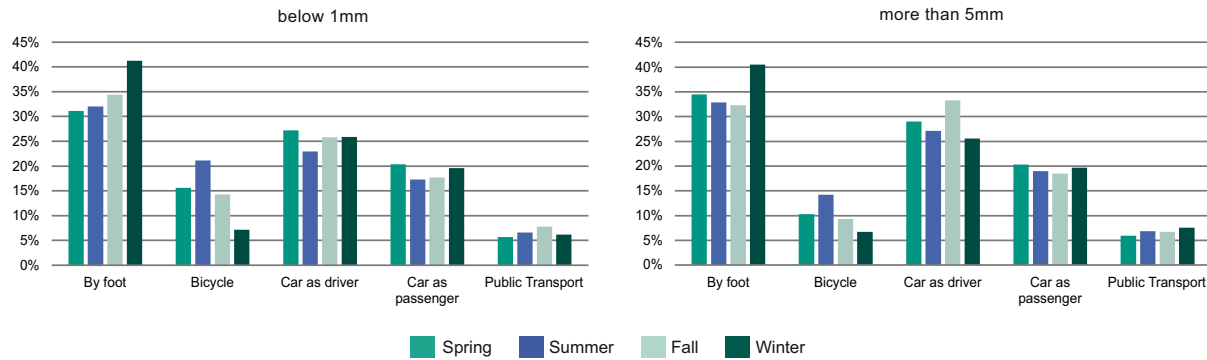 below 1mm
45%
40%
35%
30%
25%
20%
15%
10%
5%
0%
By foot
Bicycle
Car as driver
Car as
passenger
Public Transport
more than 5mm
45%
40%
35%
30%
25%
20%
15%
10%
5%
0%
By foot
Bicycle
Car as driver
Car as
passenger
Public Transport
Spring
Summer
Fall
Winter